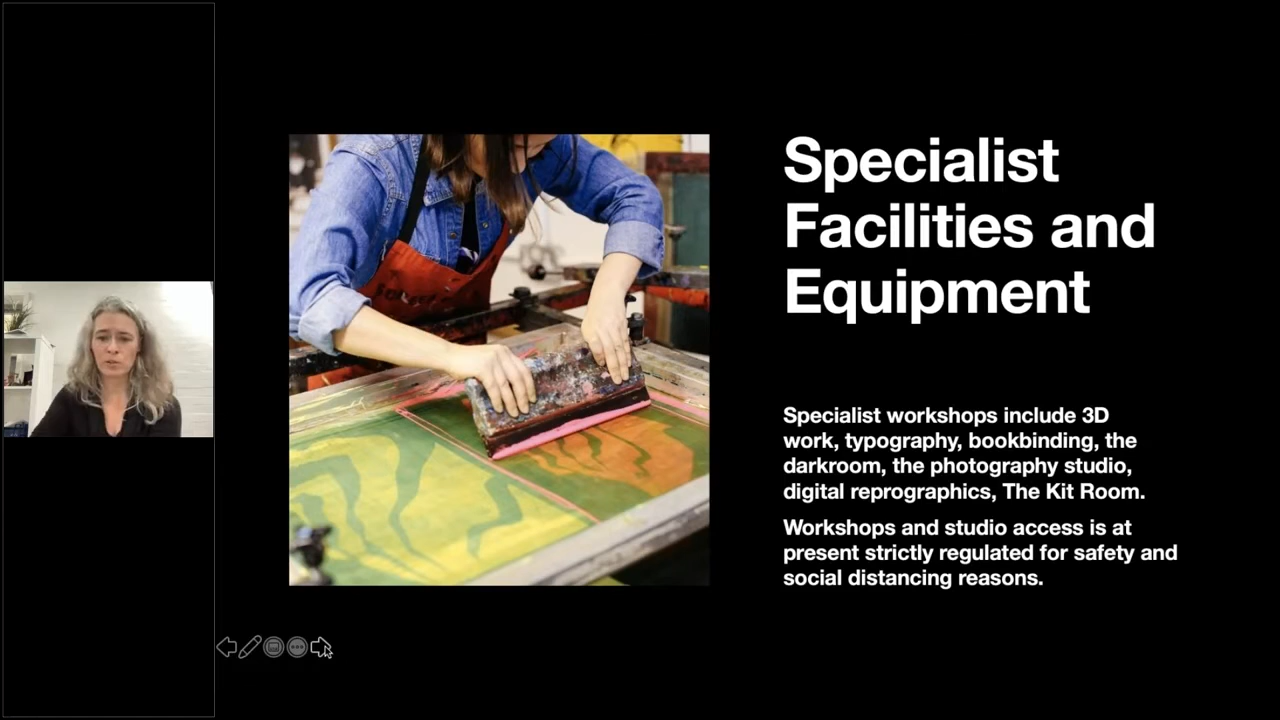 Specialist
Facilities and
Equipment
Specialist workshops include 3D
work, typography, bookbinding, the
darkroom, the photography studio,
digital reprographics, The Kit Room.
Workshops and studio access is at
present strictly regulated for safety and
social distancing reasons.